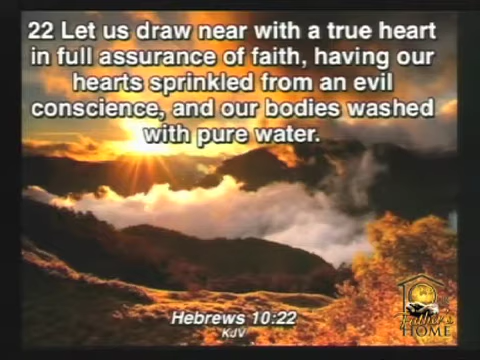 22 Let us draw near with a true heart
in full assurance of faith, having our
hearts sprinkled from an evil
conscience, and our bodies washed
with pure water.
Hebrews 10:22
KJV
Father's
HOME